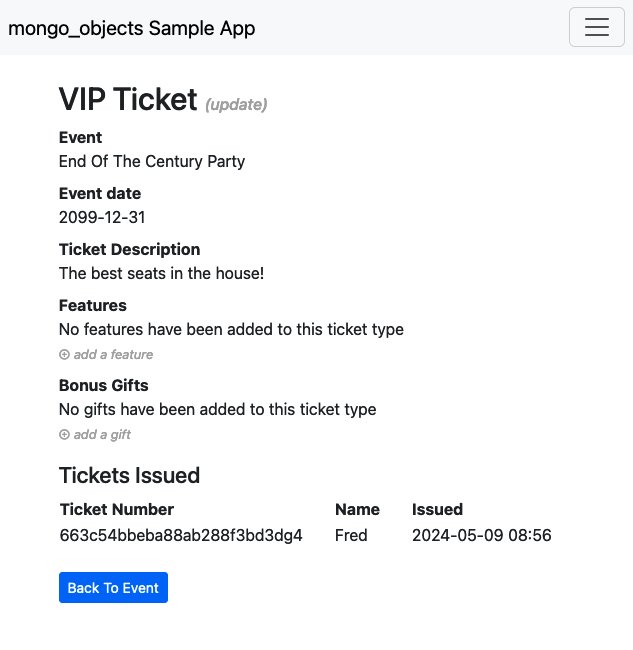 mongo_objects Sample App
VIP Ticket (update)
Event
End Of The Century Party
Event date
2099-12-31
Ticket Description
The best seats in the house!
Features
No features have been added to this ticket type
add a feature
Bonus Gifts
No gifts have been added to this ticket type
add a gift
Tickets Issued
Ticket Number Name Issued
663c54bbeba88ab288f3bd3dg4 Fred 2024-05-09 08:56
Back To Event